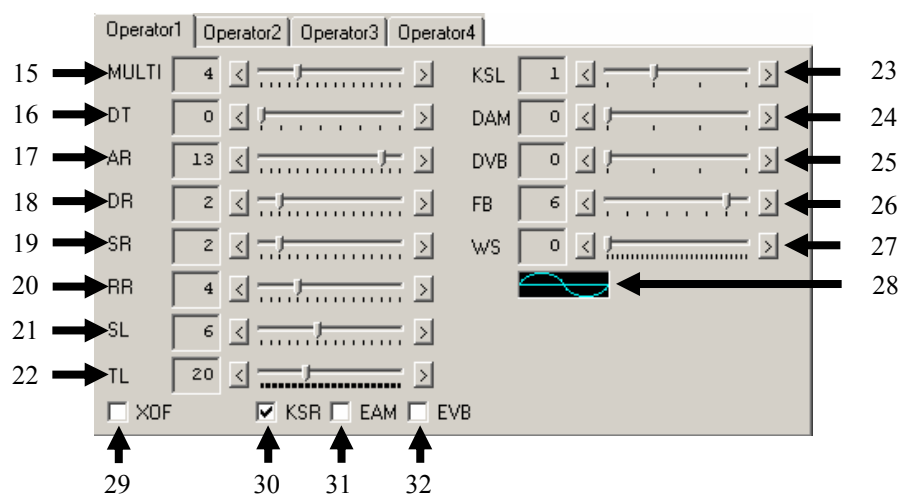 Operator1 Operator2 Operator3 Operator4
15 MULTI 4 < > KSL 1 < > 23
16 DT 0 < > DAM 0 < > 24
17 AR 13 < > DVB 0 < > 25
18 DR 2 < > FB 6 < > 26
19 SR 2 < > WS 0 < > 27
20 RR 4 < > 28
21 SL 6 < >
22 TL 20 < >
XOF KSR EAM EVB
29 30 31 32